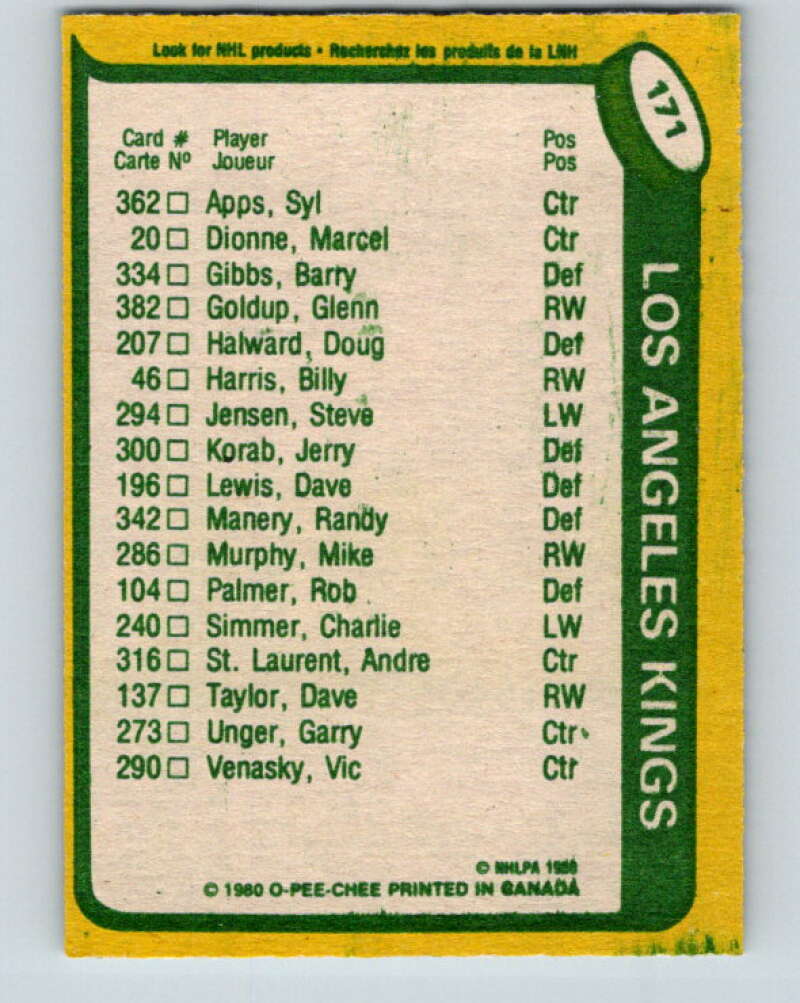 Look for NHL products • Recherchez les produits de la LNH
171
Card # Player Pos
Carte Nº Joueur Pos
362 □ Apps, Syl Ctr
20 □ Dionne, Marcel Ctr
334 □ Gibbs, Barry Def
382 □ Goldup, Glenn RW
207 □ Halward, Doug Def
46 □ Harris, Billy RW
294 □ Jensen, Steve LW
300 □ Korab, Jerry Def
196 □ Lewis, Dave Def
342 □ Manery, Randy Def
286 □ Murphy, Mike RW
104 □ Palmer, Rob Def
240 □ Simmer, Charlie LW
316 □ St. Laurent, Andre Ctr
137 □ Taylor, Dave RW
273 □ Unger, Garry Ctr
290 □ Venasky, Vic Ctr
LOS ANGELES KINGS
© NHLPA 1980
© 1980 O-PEE-CHEE PRINTED IN CANADA